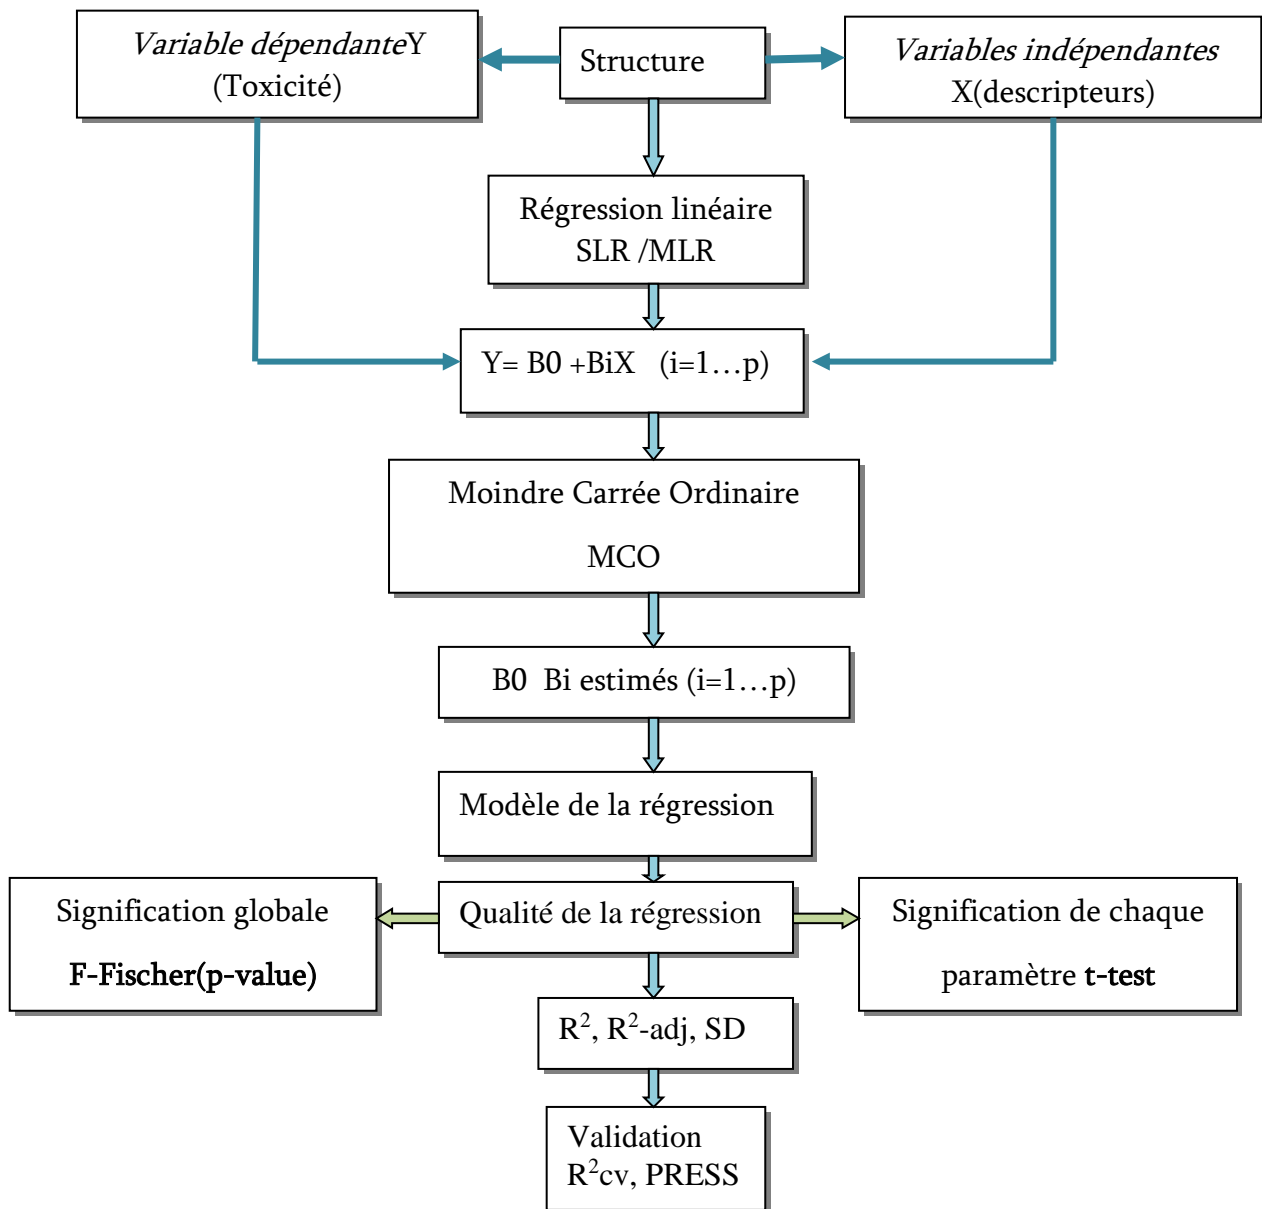 Variable dépendanteY
(Toxicité)
Structure
Variables indépendantes
X(descripteurs)
Régression linéaire
SLR /MLR
Y= B0 +BiX (i=1…p)
Moindre Carrée Ordinaire
MCO
B0 Bi estimés (i=1…p)
Modèle de la régression
Signification globale
F-Fischer(p-value)
Qualité de la régression
Signification de chaque
paramètre t-test
R², R²-adj, SD
Validation
R²cv, PRESS